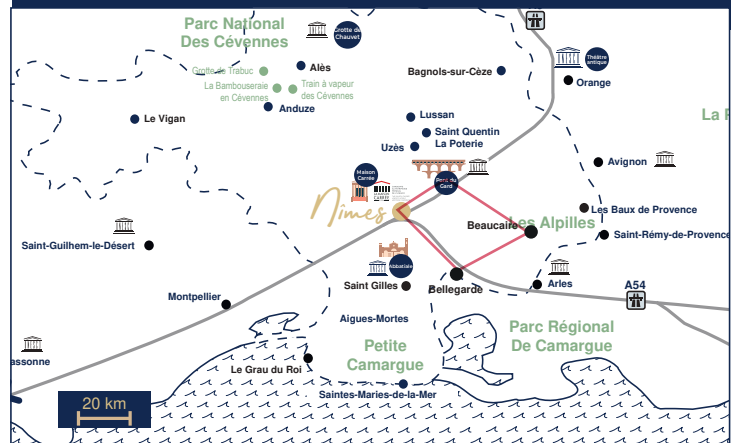 Parc National
Des Cévennes
Grotte de
Chauvet
Théâtre
antique
Grotte du Trabuc
Alès
Bagnols-sur-Cèze
Orange
La Bambouseraie
en Cévennes
Train à vapeur
des Cévennes
Anduze
Le Vigan
Lussan
Saint Quentin
La Poterie
Uzès
La P
Avignon
Maison
Carrée
Pont du
Gard
Nîmes
Beaucaire
Les Alpilles
Les Baux de Provence
Saint-Rémy-de-Provence
Saint-Guilhem-le-Désert
Abbatiale
Saint Gilles
Bellegarde
Arles
A54
Montpellier
Aigues-Mortes
Parc Régional
De Camargue
Petite
Camargue
assonne
Le Grau du Roi
Saintes-Maries-de-la-Mer
20 km